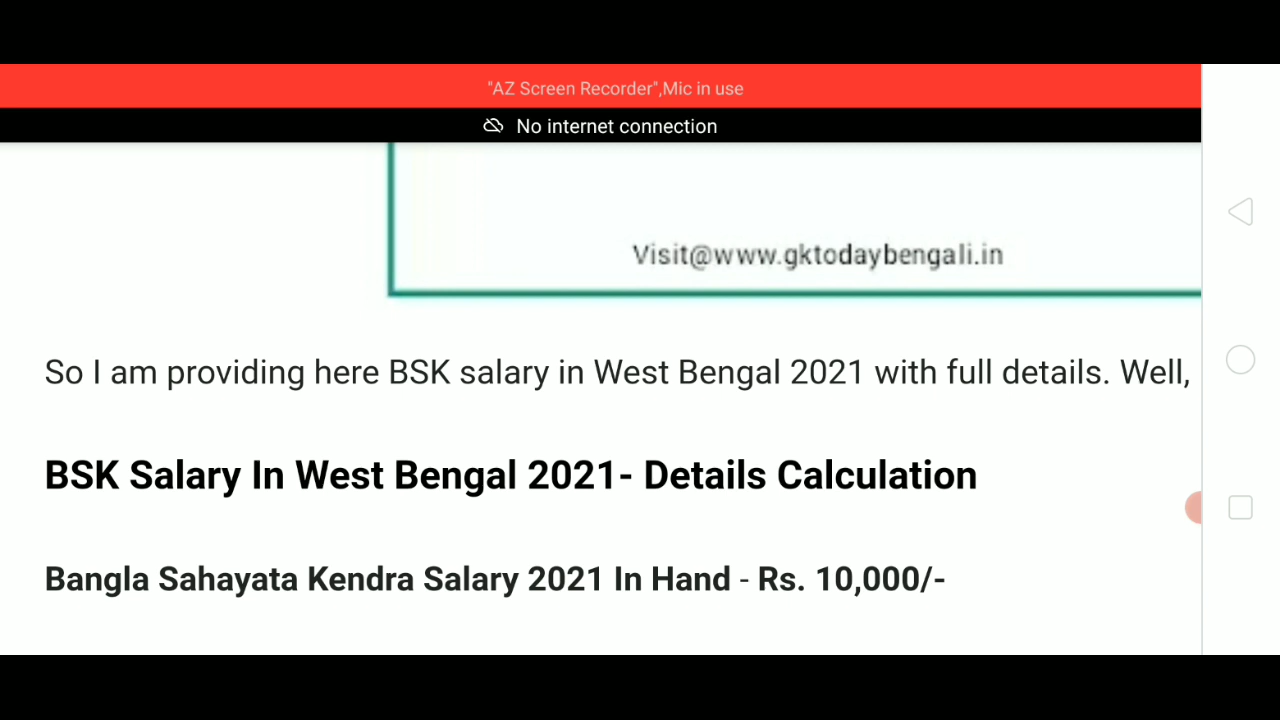 "AZ Screen Recorder",Mic in use
No internet connection
Visit@www.gktodaybengali.in
So I am providing here BSK salary in West Bengal 2021 with full details. Well,
BSK Salary In West Bengal 2021- Details Calculation
Bangla Sahayata Kendra Salary 2021 In Hand - Rs. 10,000/-